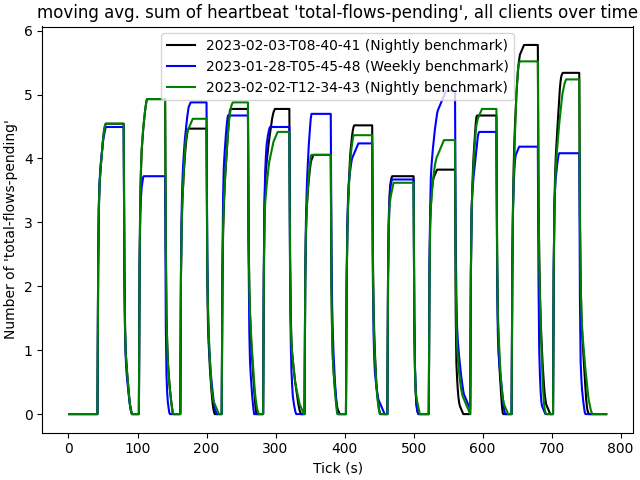 moving avg. sum of heartbeat 'total-flows-pending', all clients over time
2023-02-03-T08-40-41 (Nightly benchmark)
2023-01-28-T05-45-48 (Weekly benchmark)
2023-02-02-T12-34-43 (Nightly benchmark)
Number of 'total-flows-pending'
6
5
4
3
2
1
0
0 100 200 300 400 500 600 700 800
Tick (s)